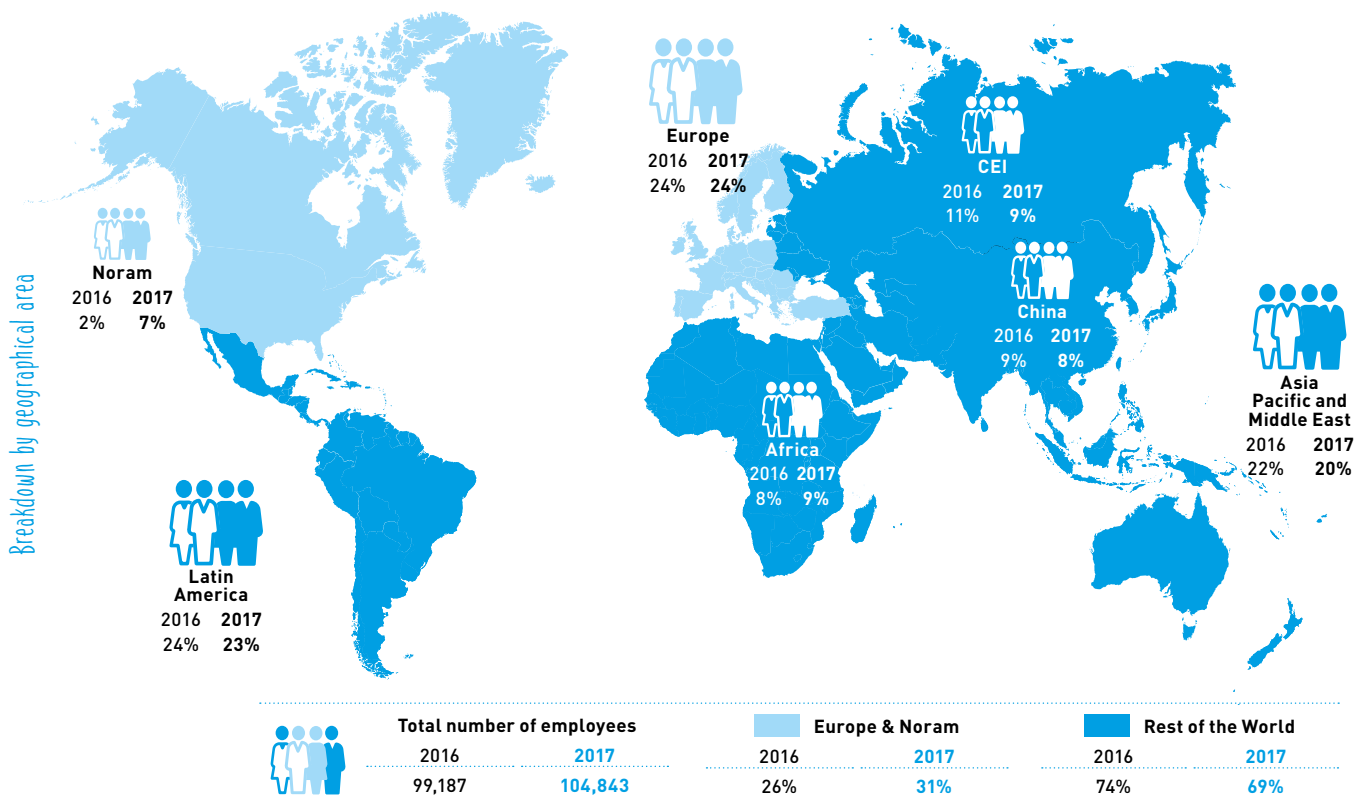 Breakdown by geographical area
Noram
2016 2017
2% 7%
Latin
America
2016 2017
24% 23%
Europe
2016 2017
24% 24%
CEI
2016 2017
11% 9%
China
2016 2017
9% 8%
Africa
2016 2017
8% 9%
Asia
Pacific and
Middle East
2016 2017
22% 20%
Total number of employees
2016 2017
99,187 104,843
Europe & Noram
2016 2017
26% 31%
Rest of the World
2016 2017
74% 69%